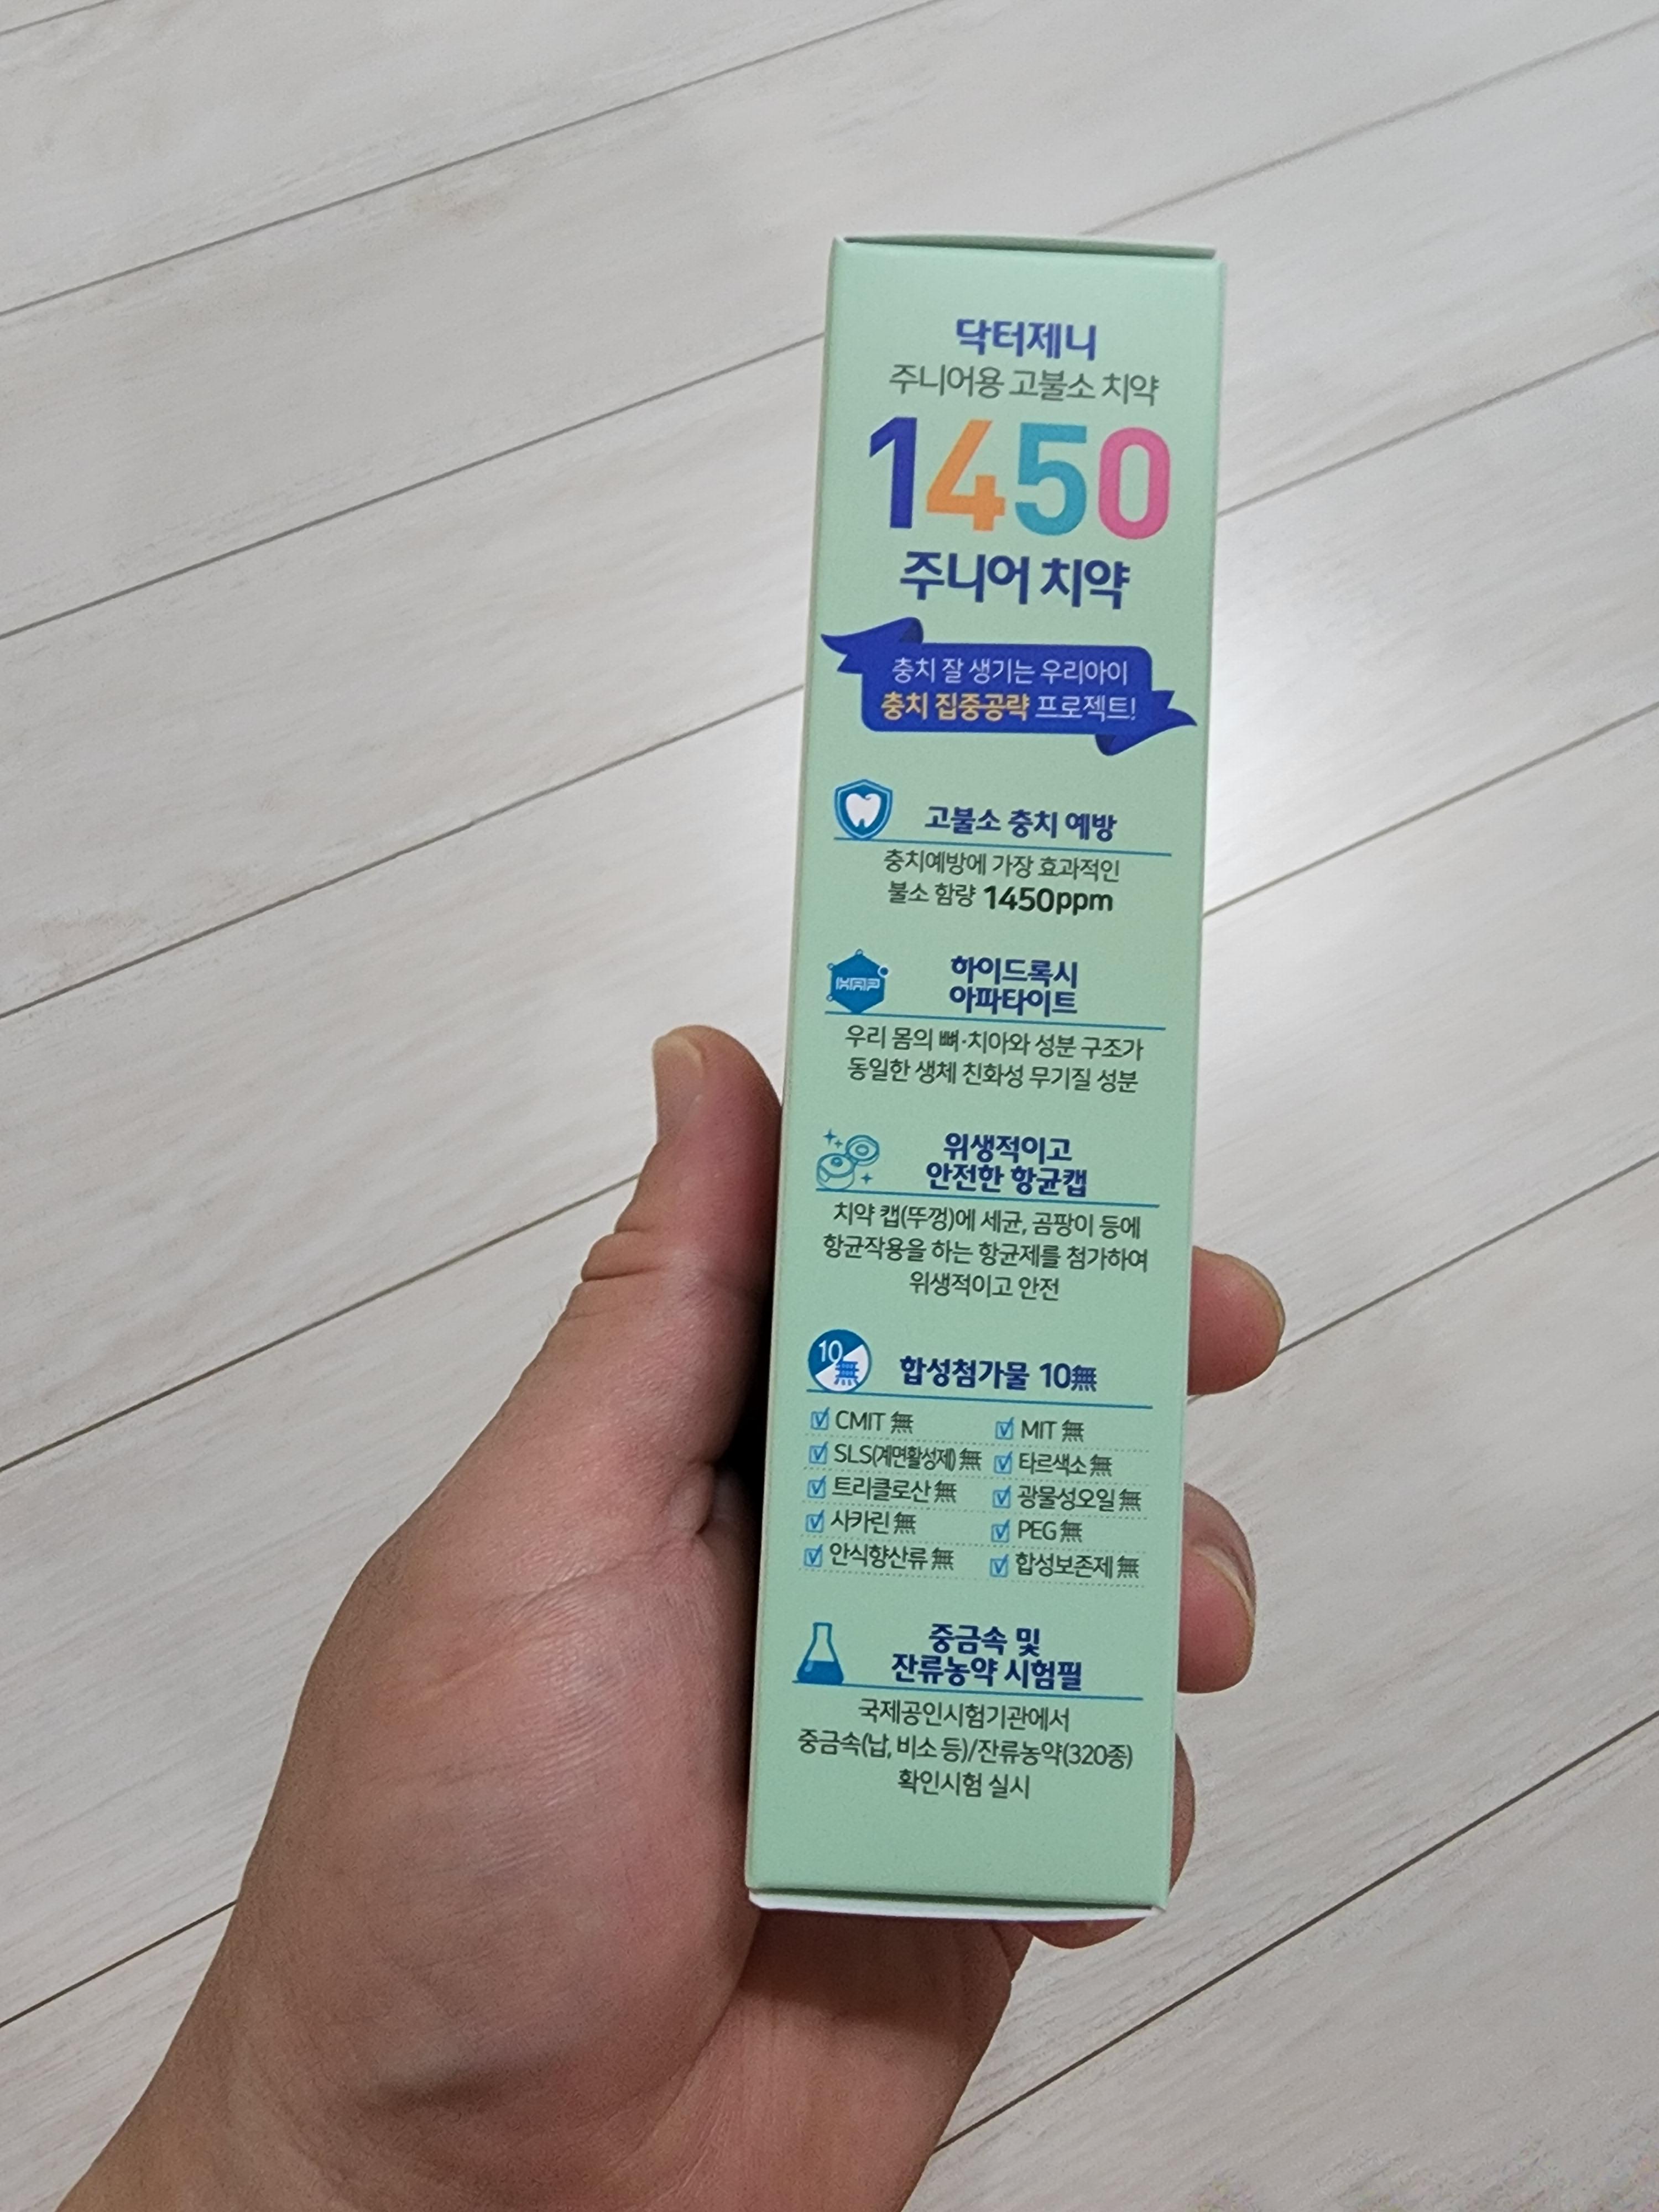 닥터제니
주니어용 고불소 치약
1450
주니어 치약
충치 잘 생기는 우리아이
충치 집중공략 프로젝트!
고불소 충치 예방
충치예방에 가장 효과적인
불소 함량 1450ppm
HAP
하이드록시
아파타이트
우리 몸의 뼈·치아와 성분 구조가
동일한 생체 친화성 무기질 성분
위생적이고
안전한 항균캡
치약 캡(뚜껑)에 세균, 곰팡이 등에
항균작용을 하는 항균제를 첨가하여
위생적이고 안전
10無
합성첨가물 10無
CMIT 無 MIT 無
SLS(계면활성제) 無 타르색소 無
트리클로산 無 광물성오일 無
사카린 無 PEG 無
안식향산류 無 합성보존제 無
중금속 및
잔류농약 시험필
국제공인시험기관에서
중금속(납, 비소 등)/잔류농약(320종)
확인시험 실시